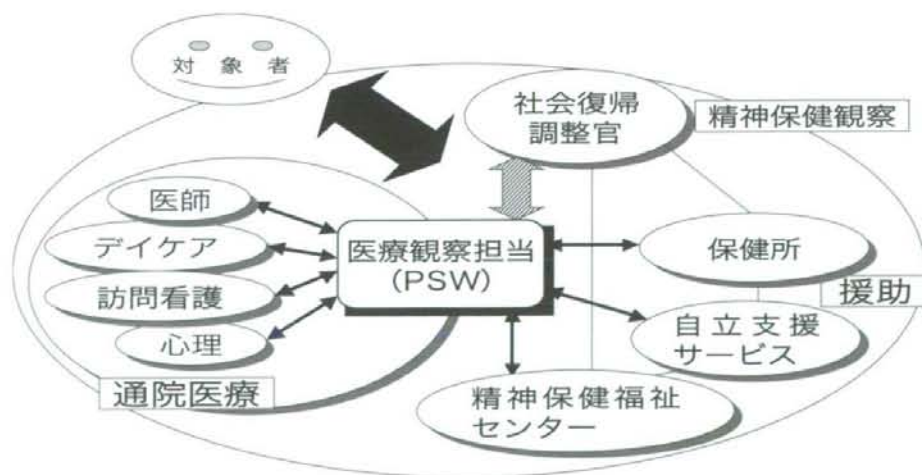 対象者
社会復帰
調整官
精神保健観察
医師
デイケア
訪問看護
心理
通院医療
医療観察担当
(PSW)
保健所
援助
自立支援
サービス
精神保健福祉
センター